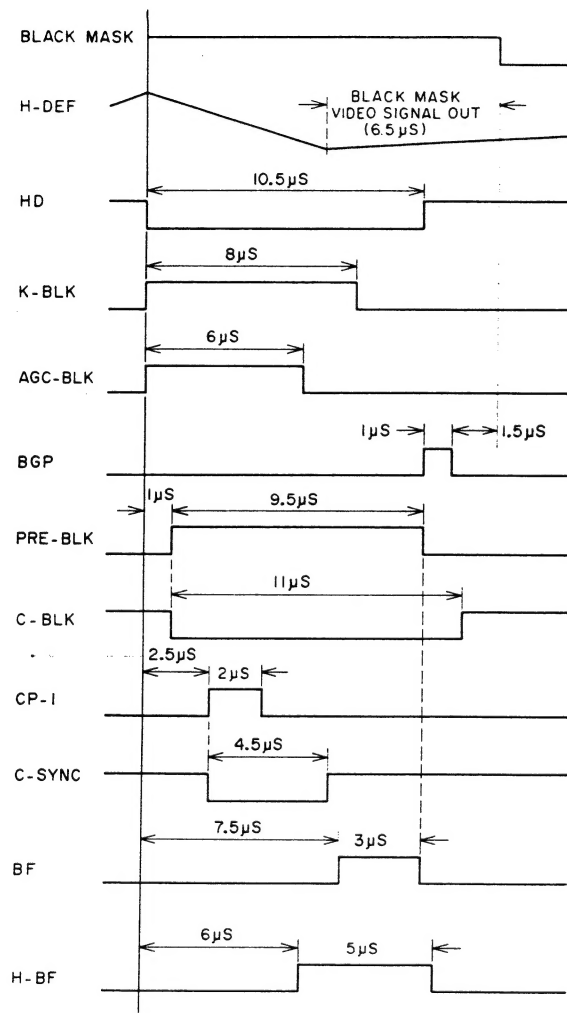 BLACK MASK
H-DEF
BLACK MASK
VIDEO SIGNAL OUT
(6.5μS)
10.5μS
HD
8μS
K-BLK
6μS
AGC-BLK
1μS
1.5μS
BGP
1μS
9.5μS
PRE-BLK
11μS
C-BLK
2.5μS
2μS
CP-1
4.5μS
C-SYNC
7.5μS
3μS
BF
6μS
5μS
H-BF